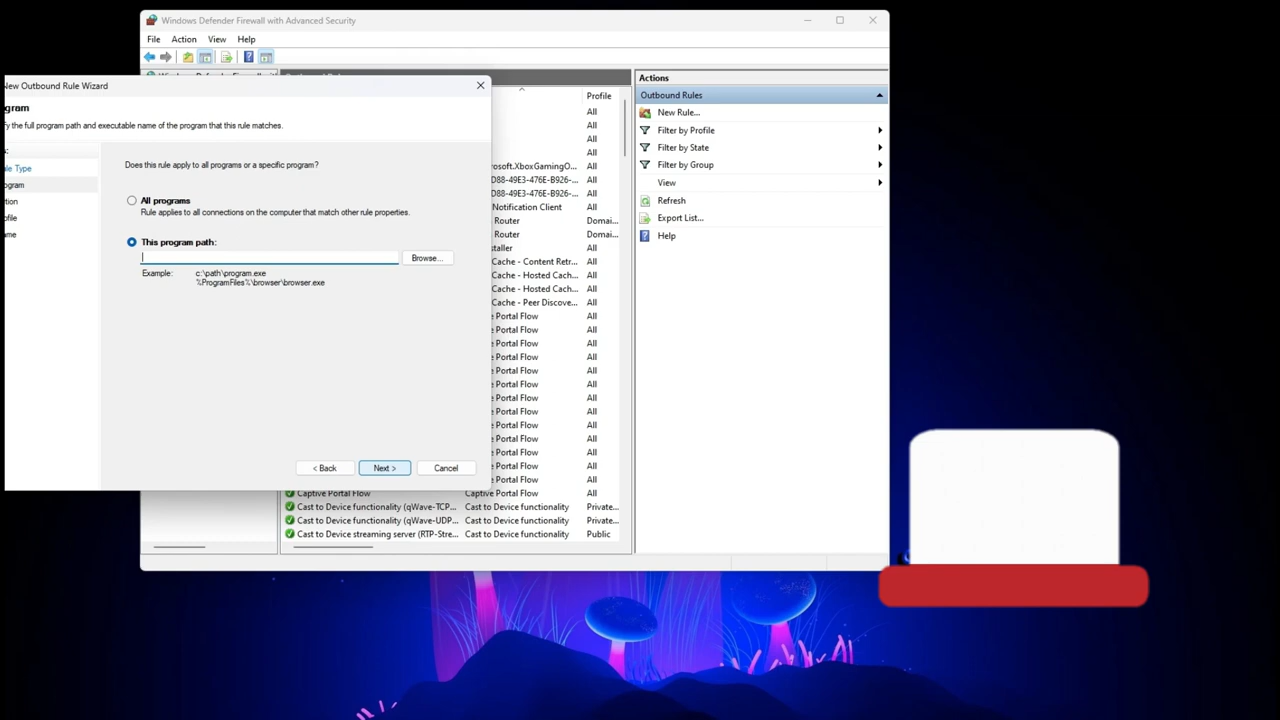 Windows Defender Firewall with Advanced Security
File Action View Help
New Outbound Rule Wizard
gram
fy the full program path and executable name of the program that this rule matches.
s:
ule Type
ogram
tion
ofile
ame
Does this rule apply to all programs or a specific program?
All programs
Rule applies to all connections on the computer that match other rule properties.
This program path:
Browse...
Example: c:\path\program.exe
%ProgramFiles%\browser\browser.exe
< Back Next > Cancel
Profile
All
All
All
All
rosoft.XboxGamingO... All
D88-49E3-476E-B926-... All
D88-49E3-476E-B926-... All
Notification Client All
Router Domai...
Router Domai...
staller All
Cache - Content Retr... All
Cache - Hosted Cach... All
Cache - Hosted Cach... All
Cache - Peer Discove... All
e Portal Flow All
e Portal Flow All
e Portal Flow All
e Portal Flow All
e Portal Flow All
e Portal Flow All
e Portal Flow All
e Portal Flow All
e Portal Flow All
e Portal Flow All
e Portal Flow All
e Portal Flow All
e Portal Flow All
Captive Portal Flow Captive Portal Flow All
Cast to Device functionality (qWave-TCP... Cast to Device functionality Private...
Cast to Device functionality (qWave-UDP... Cast to Device functionality Private...
Cast to Device streaming server (RTP-Stre... Cast to Device functionality Public
Actions
Outbound Rules
New Rule...
Filter by Profile
Filter by State
Filter by Group
View
Refresh
Export List...
Help